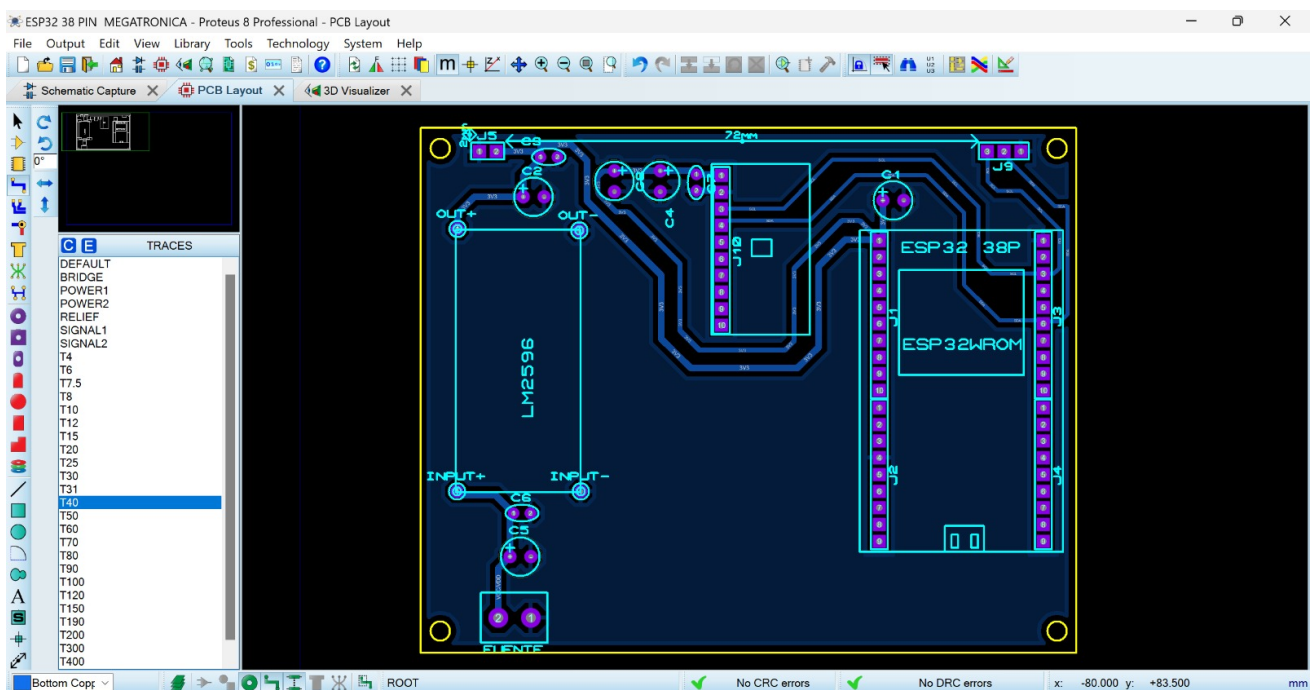 ESP32 38 PIN MEGATRONICA - Proteus 8 Professional - PCB Layout
File Output Edit View Library Tools Technology System Help
Schematic Capture PCB Layout 3D Visualizer
0°
C E TRACES
DEFAULT
BRIDGE
POWER1
POWER2
RELIEF
SIGNAL1
SIGNAL2
T4
T6
T7.5
T8
T10
T12
T15
T20
T25
T30
T31
T40
T50
T60
T70
T80
T90
T100
T120
T150
T190
T200
T300
T400
J5
72mm
C3
J9
C2
C1
C4
OUT+ OUT-
J10
ESP32 38P
J1
J3
ESP32WROM
LM2596
INPUT+ INPUT-
J2
J4
C6
C5
FUENTE
Bottom Copp ROOT No CRC errors No DRC errors x: -80.000 y: +83.500 mm